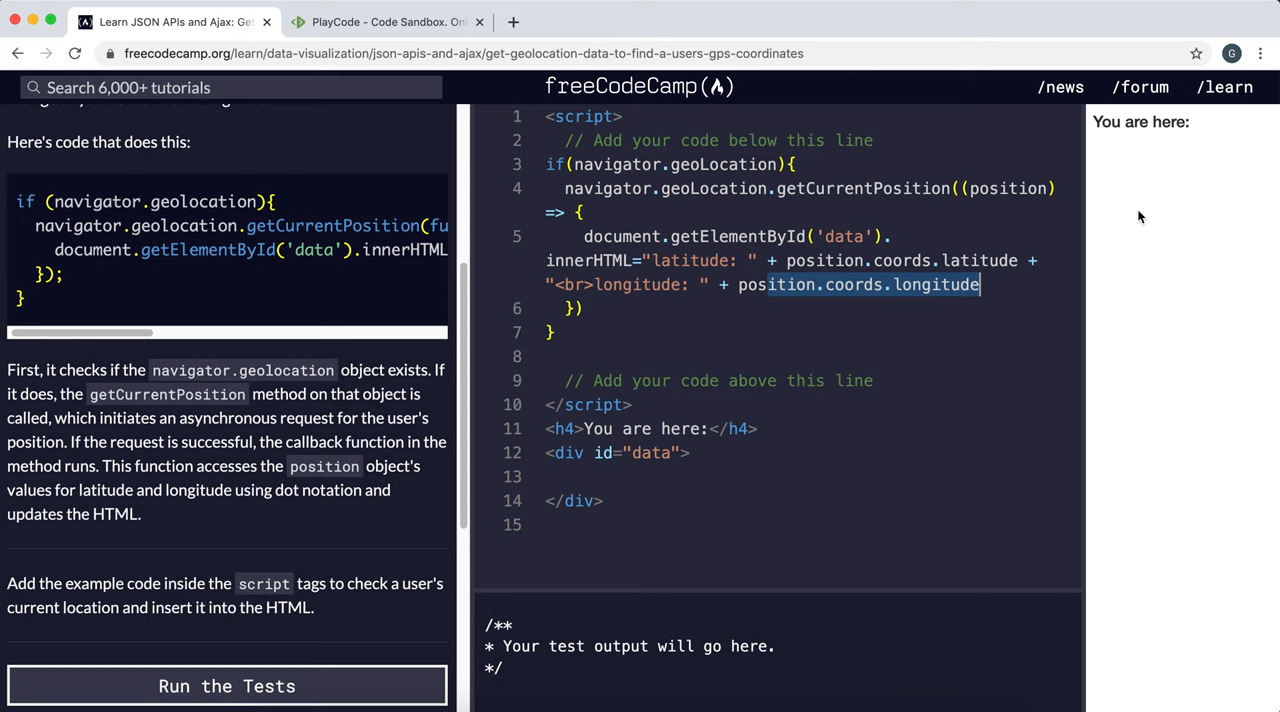 Learn JSON APIs and Ajax: Get
PlayCode - Code Sandbox. Onl
freecodecamp.org/learn/data-visualization/json-apis-and-ajax/get-geolocation-data-to-find-a-users-gps-coordinates
G
Search 6,000+ tutorials
freeCodeCamp
/news
/forum
/learn
Here's code that does this:
if (navigator.geolocation){
navigator.geolocation.getCurrentPosition(fu
document.getElementById('data').innerHTML
});
}
First, it checks if the navigator.geolocation object exists. If
it does, the getCurrentPosition method on that object is
called, which initiates an asynchronous request for the user's
position. If the request is successful, the callback function in the
method runs. This function accesses the position object's
values for latitude and longitude using dot notation and
updates the HTML.
Add the example code inside the script tags to check a user's
current location and insert it into the HTML.
Run the Tests
1 <script>
2 // Add your code below this line
3 if(navigator.geoLocation){
4 navigator.geoLocation.getCurrentPosition((position)
=> {
5 document.getElementById('data').
innerHTML="latitude: " + position.coords.latitude +
"<br>longitude: " + position.coords.longitude
6 })
7 }
8
9 // Add your code above this line
10 </script>
11 <h4>You are here:</h4>
12 <div id="data">
13
14 </div>
15
/**
* Your test output will go here.
*/
You are here: